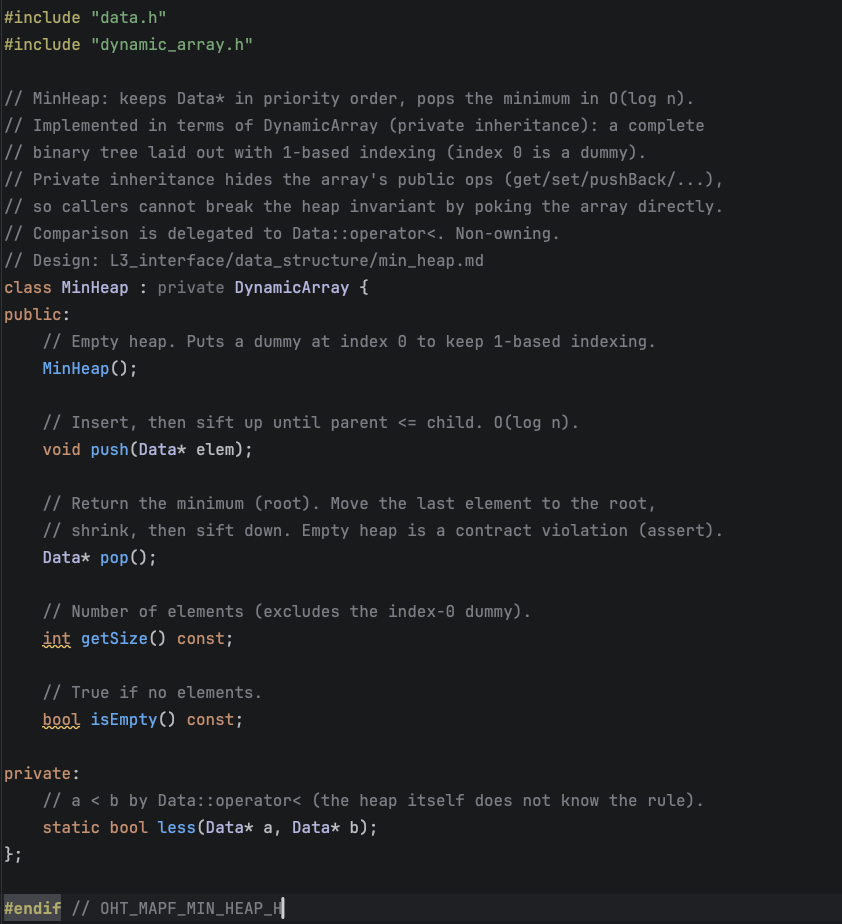 #include "data.h"
#include "dynamic_array.h"

// MinHeap: keeps Data* in priority order, pops the minimum in O(log n).
// Implemented in terms of DynamicArray (private inheritance): a complete
// binary tree laid out with 1-based indexing (index 0 is a dummy).
// Private inheritance hides the array's public ops (get/set/pushBack/...),
// so callers cannot break the heap invariant by poking the array directly.
// Comparison is delegated to Data::operator<. Non-owning.
// Design: L3_interface/data_structure/min_heap.md
class MinHeap : private DynamicArray {
public:
    // Empty heap. Puts a dummy at index 0 to keep 1-based indexing.
    MinHeap();

    // Insert, then sift up until parent <= child. O(log n).
    void push(Data* elem);

    // Return the minimum (root). Move the last element to the root,
    // shrink, then sift down. Empty heap is a contract violation (assert).
    Data* pop();

    // Number of elements (excludes the index-0 dummy).
    int getSize() const;

    // True if no elements.
    bool isEmpty() const;

private:
    // a < b by Data::operator< (the heap itself does not know the rule).
    static bool less(Data* a, Data* b);
};

#endif // OHT_MAPF_MIN_HEAP_H